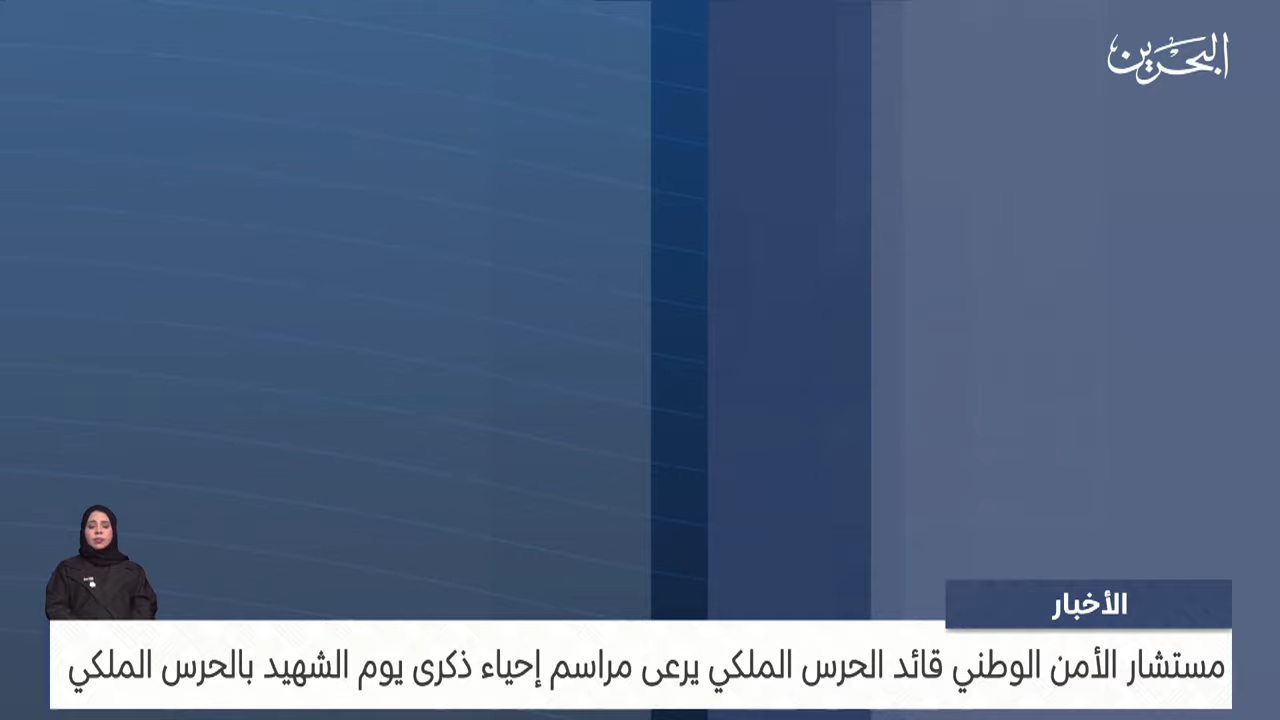 البحرين
الأخبار
مستشار الأمن الوطني قائد الحرس الملكي يرعى مراسم إحياء ذكرى يوم الشهيد بالحرس الملكي